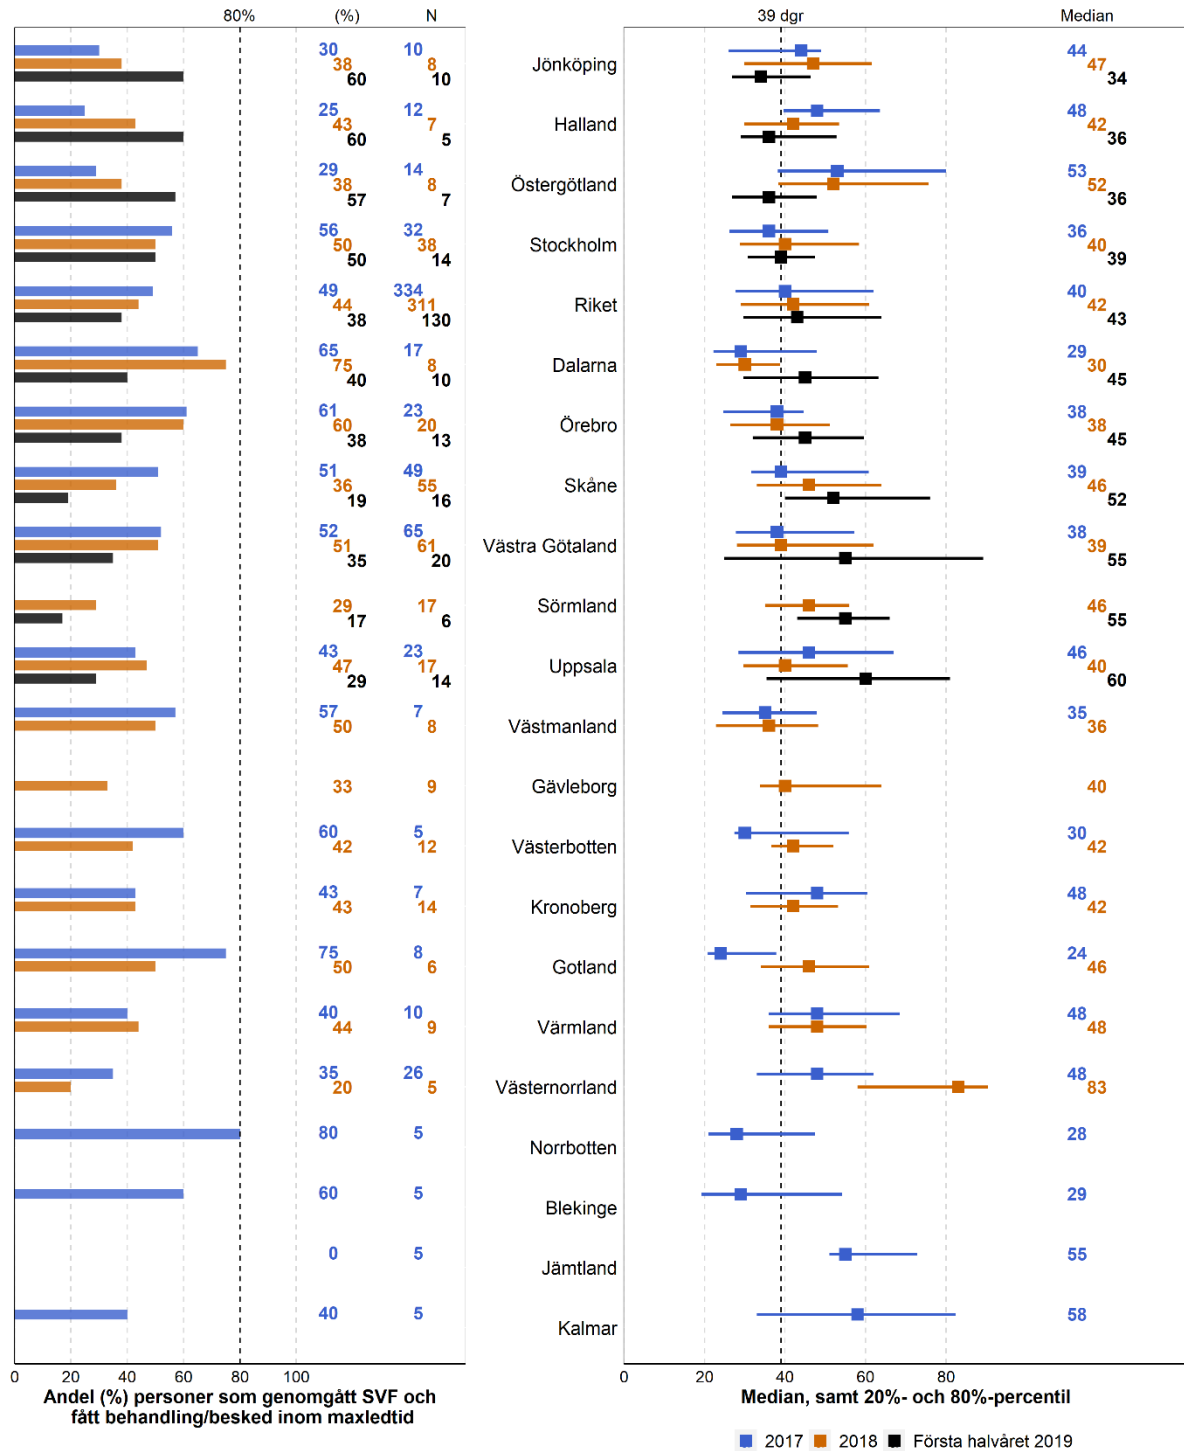 80% (%) N 39 dgr Median
30 10 44
38 8 Jönköping 47
60 10 34
25 12 48
43 7 Halland 42
60 5 36
29 14 53
38 8 Östergötland 52
57 7 36
56 32 36
50 38 Stockholm 40
50 14 39
49 334 40
44 311 Riket 42
38 130 43
65 17 29
75 8 Dalarna 30
40 10 45
61 23 38
60 20 Örebro 38
38 13 45
51 49 39
36 55 Skåne 46
19 16 52
52 65 38
51 61 Västra Götaland 39
35 20 55
29 17 Sörmland 46
17 6 55
43 23 46
47 17 Uppsala 40
29 14 60
57 7 35
50 8 Västmanland 36
33 9 Gävleborg 40
60 5 30
42 12 Västerbotten 42
43 7 48
43 14 Kronoberg 42
75 8 24
50 6 Gotland 46
40 10 48
44 9 Värmland 48
35 26 48
20 5 Västernorrland 83
80 5 28
Norrbotten
60 5 29
Blekinge
0 5 55
Jämtland
40 5 58
Kalmar
0 20 40 60 80 100 0 20 40 60 80
Andel (%) personer som genomgått SVF och
fått behandling/besked inom maxledtid
Median, samt 20%- och 80%-percentil
2017 2018 Första halvåret 2019